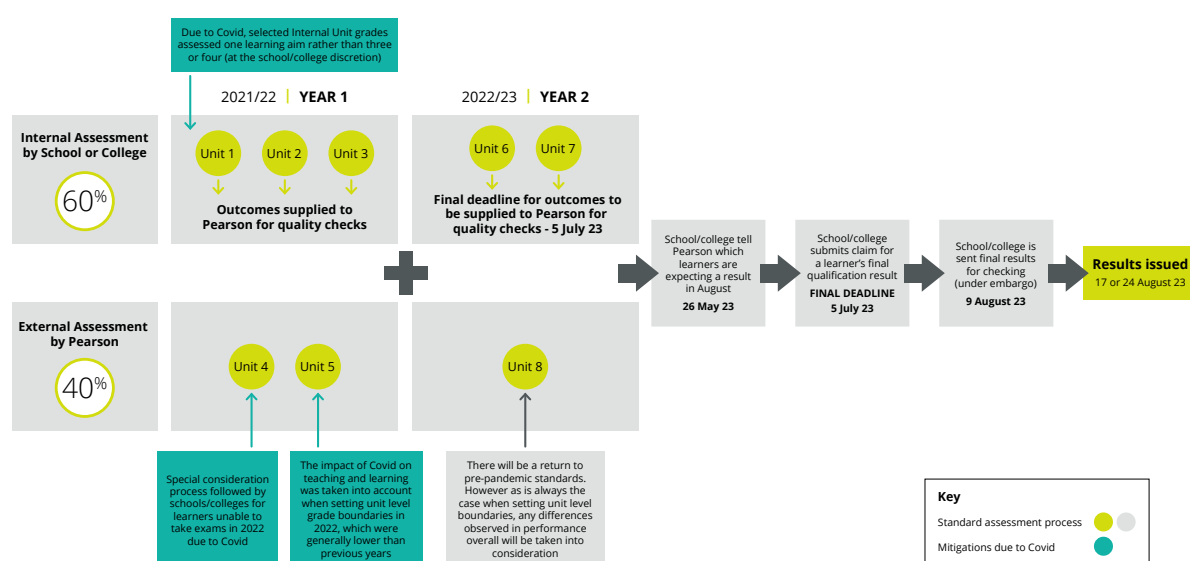 Due to Covid, selected Internal Unit grades
assessed one learning aim rather than three
or four (at the school/college discretion)
2021/22 | YEAR 1
2022/23 | YEAR 2
Internal Assessment
by School or College
60%
Unit 1
Unit 2
Unit 3
Outcomes supplied to
Pearson for quality checks
Unit 6
Unit 7
Final deadline for outcomes to
be supplied to Pearson for
quality checks - 5 July 23
School/college tell
Pearson which
learners are
expecting a result
in August
26 May 23
School/college
submits claim for
a learner's final
qualification result
FINAL DEADLINE
5 July 23
School/college is
sent final results
for checking
(under embargo)
9 August 23
Results issued
17 or 24 August 23
External Assessment
by Pearson
40%
Unit 4
Unit 5
Unit 8
Special consideration
process followed by
schools/colleges for
learners unable to
take exams in 2022
due to Covid
The impact of Covid on
teaching and learning
was taken into account
when setting unit level
grade boundaries in
2022, which were
generally lower than
previous years
There will be a return to
pre-pandemic standards.
However as is always the
case when setting unit level
boundaries, any differences
observed in performance
overall will be taken into
consideration
Key
Standard assessment process
Mitigations due to Covid